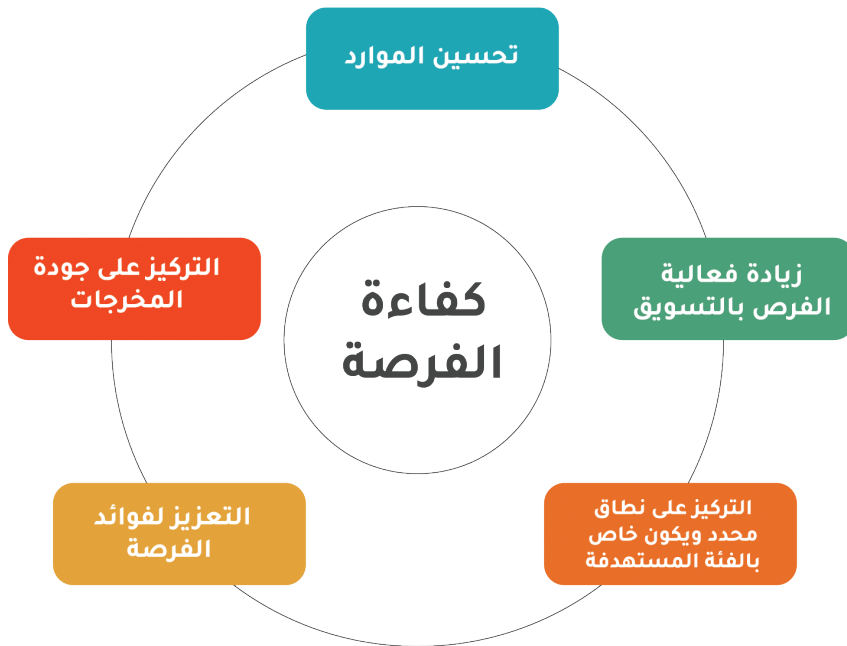 تحسين الموارد
زيادة فعالية
الفرص بالتسويق
التركيز على نطاق
محدد ويكون خاص
بالفئة المستهدفة
التعزيز لفوائد
الفرصة
التركيز على جودة
المخرجات
كفاءة
الفرصة